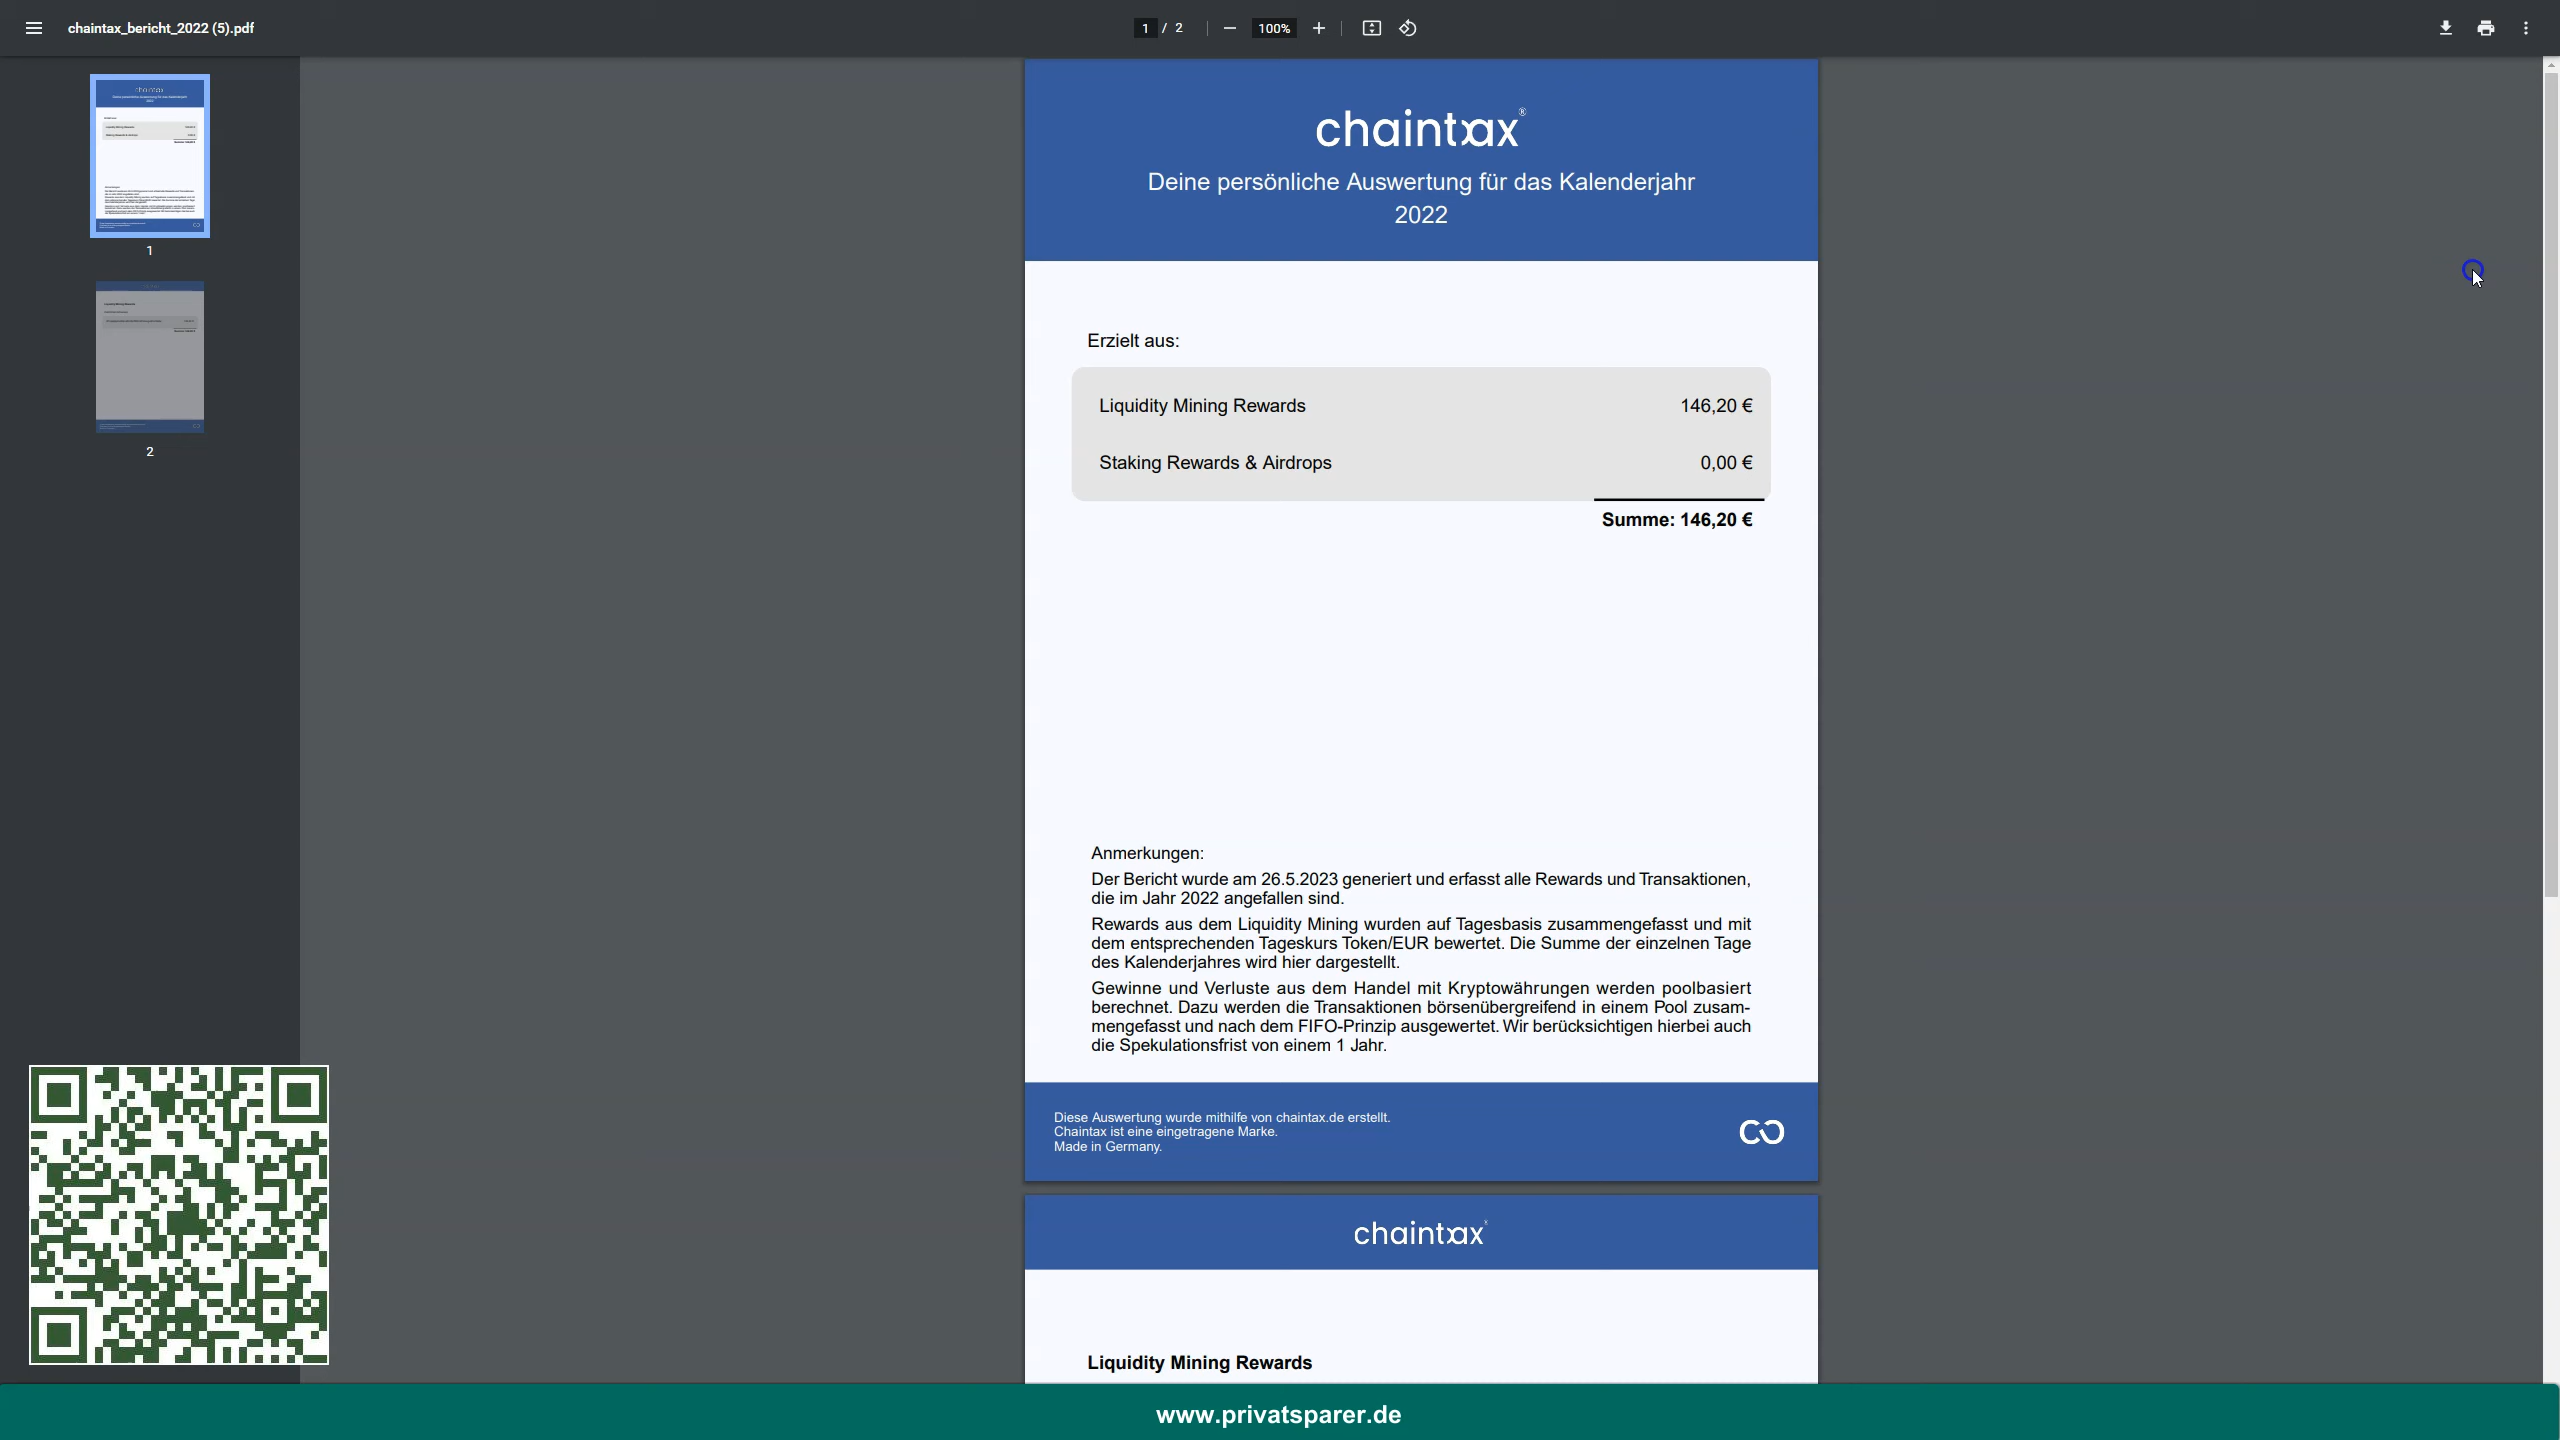 chaintax_bericht_2022 (5).pdf
1 / 2
100%
1
2
chaintax®
Deine persönliche Auswertung für das Kalenderjahr
2022
Erzielt aus:
Liquidity Mining Rewards 146,20 €
Staking Rewards & Airdrops 0,00 €
Summe: 146,20 €
Anmerkungen:
Der Bericht wurde am 26.5.2023 generiert und erfasst alle Rewards und Transaktionen,
die im Jahr 2022 angefallen sind.
Rewards aus dem Liquidity Mining wurden auf Tagesbasis zusammengefasst und mit
dem entsprechenden Tageskurs Token/EUR bewertet. Die Summe der einzelnen Tage
des Kalenderjahres wird hier dargestellt.
Gewinne und Verluste aus dem Handel mit Kryptowährungen werden poolbasiert
berechnet. Dazu werden die Transaktionen börsenübergreifend in einem Pool zusam-
mengefasst und nach dem FIFO-Prinzip ausgewertet. Wir berücksichtigen hierbei auch
die Spekulationsfrist von einem 1 Jahr.
Diese Auswertung wurde mithilfe von chaintax.de erstellt.
Chaintax ist eine eingetragene Marke.
Made in Germany.
chaintax®
Liquidity Mining Rewards
www.privatsparer.de